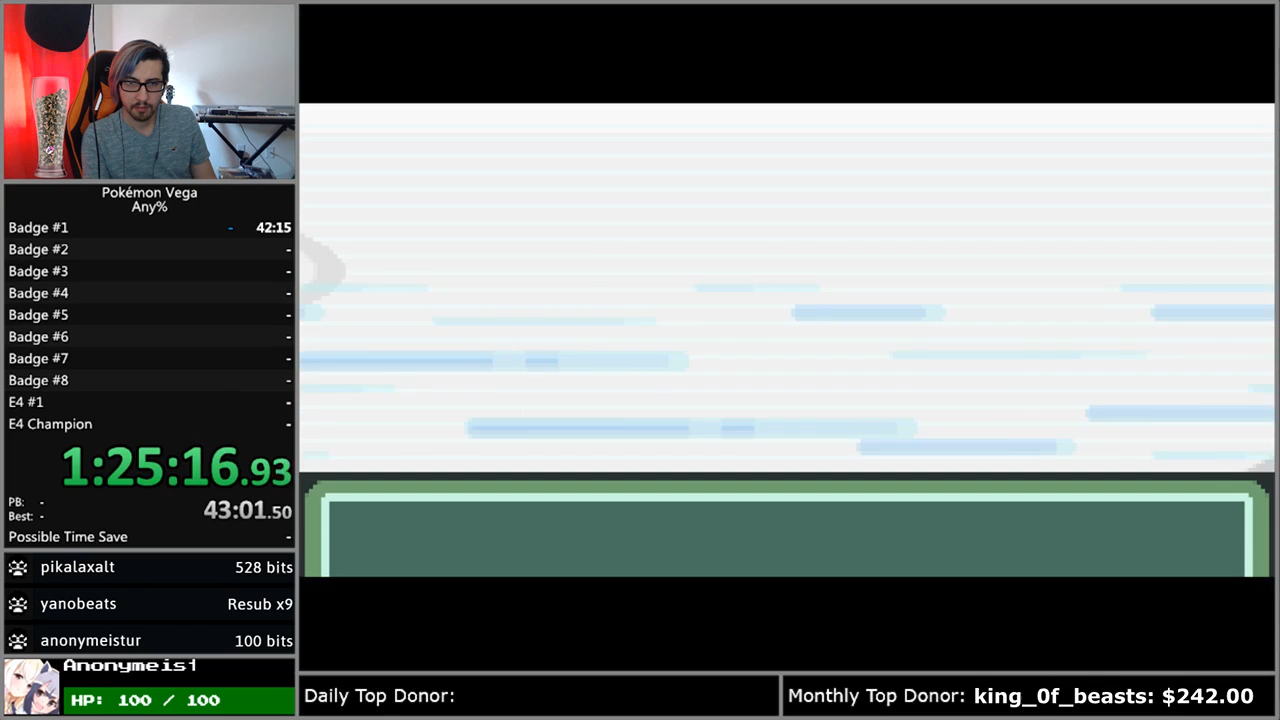 Pokémon Vega
Any%
Badge #1 - 42:15
Badge #2 -
Badge #3 -
Badge #4 -
Badge #5 -
Badge #6 -
Badge #7 -
Badge #8 -
E4 #1 -
E4 Champion -
1:25:16.93
PB: -
Best: -
43:01.50
Possible Time Save -
pikalaxalt 528 bits
yanobeats Resub x9
anonymeistur 100 bits
Anonymeist
HP: 100 / 100
Daily Top Donor:
Monthly Top Donor: king_0f_beasts: $242.00